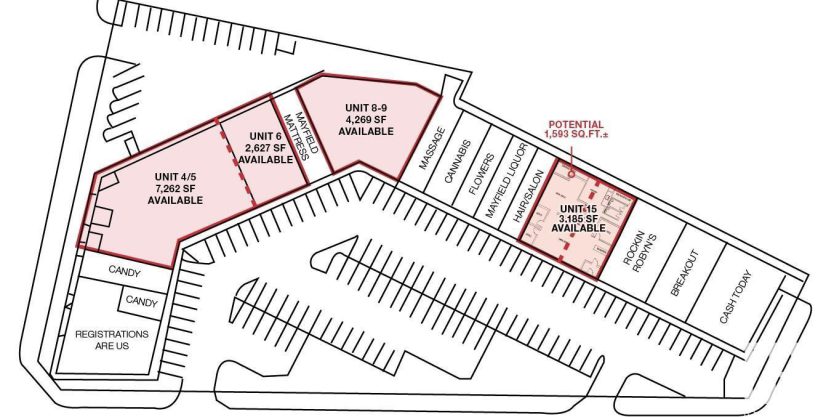 POTENTIAL
1,593 SQ.FT.±
UNIT 8-9
4,269 SF
AVAILABLE
UNIT 6
2,627 SF
AVAILABLE
MAYFIELD
MATTRESS
UNIT 4/5
7,262 SF
AVAILABLE
MASSAGE
CANNABIS
FLOWERS
MAYFIELD LIQUOR
HAIR/SALON
UNIT 15
3.185 SF
AVAILABLE
ROCKIN
ROBYN'S
BREAKOUT
CASH TODAY
CANDY
CANDY
REGISTRATIONS
ARE US